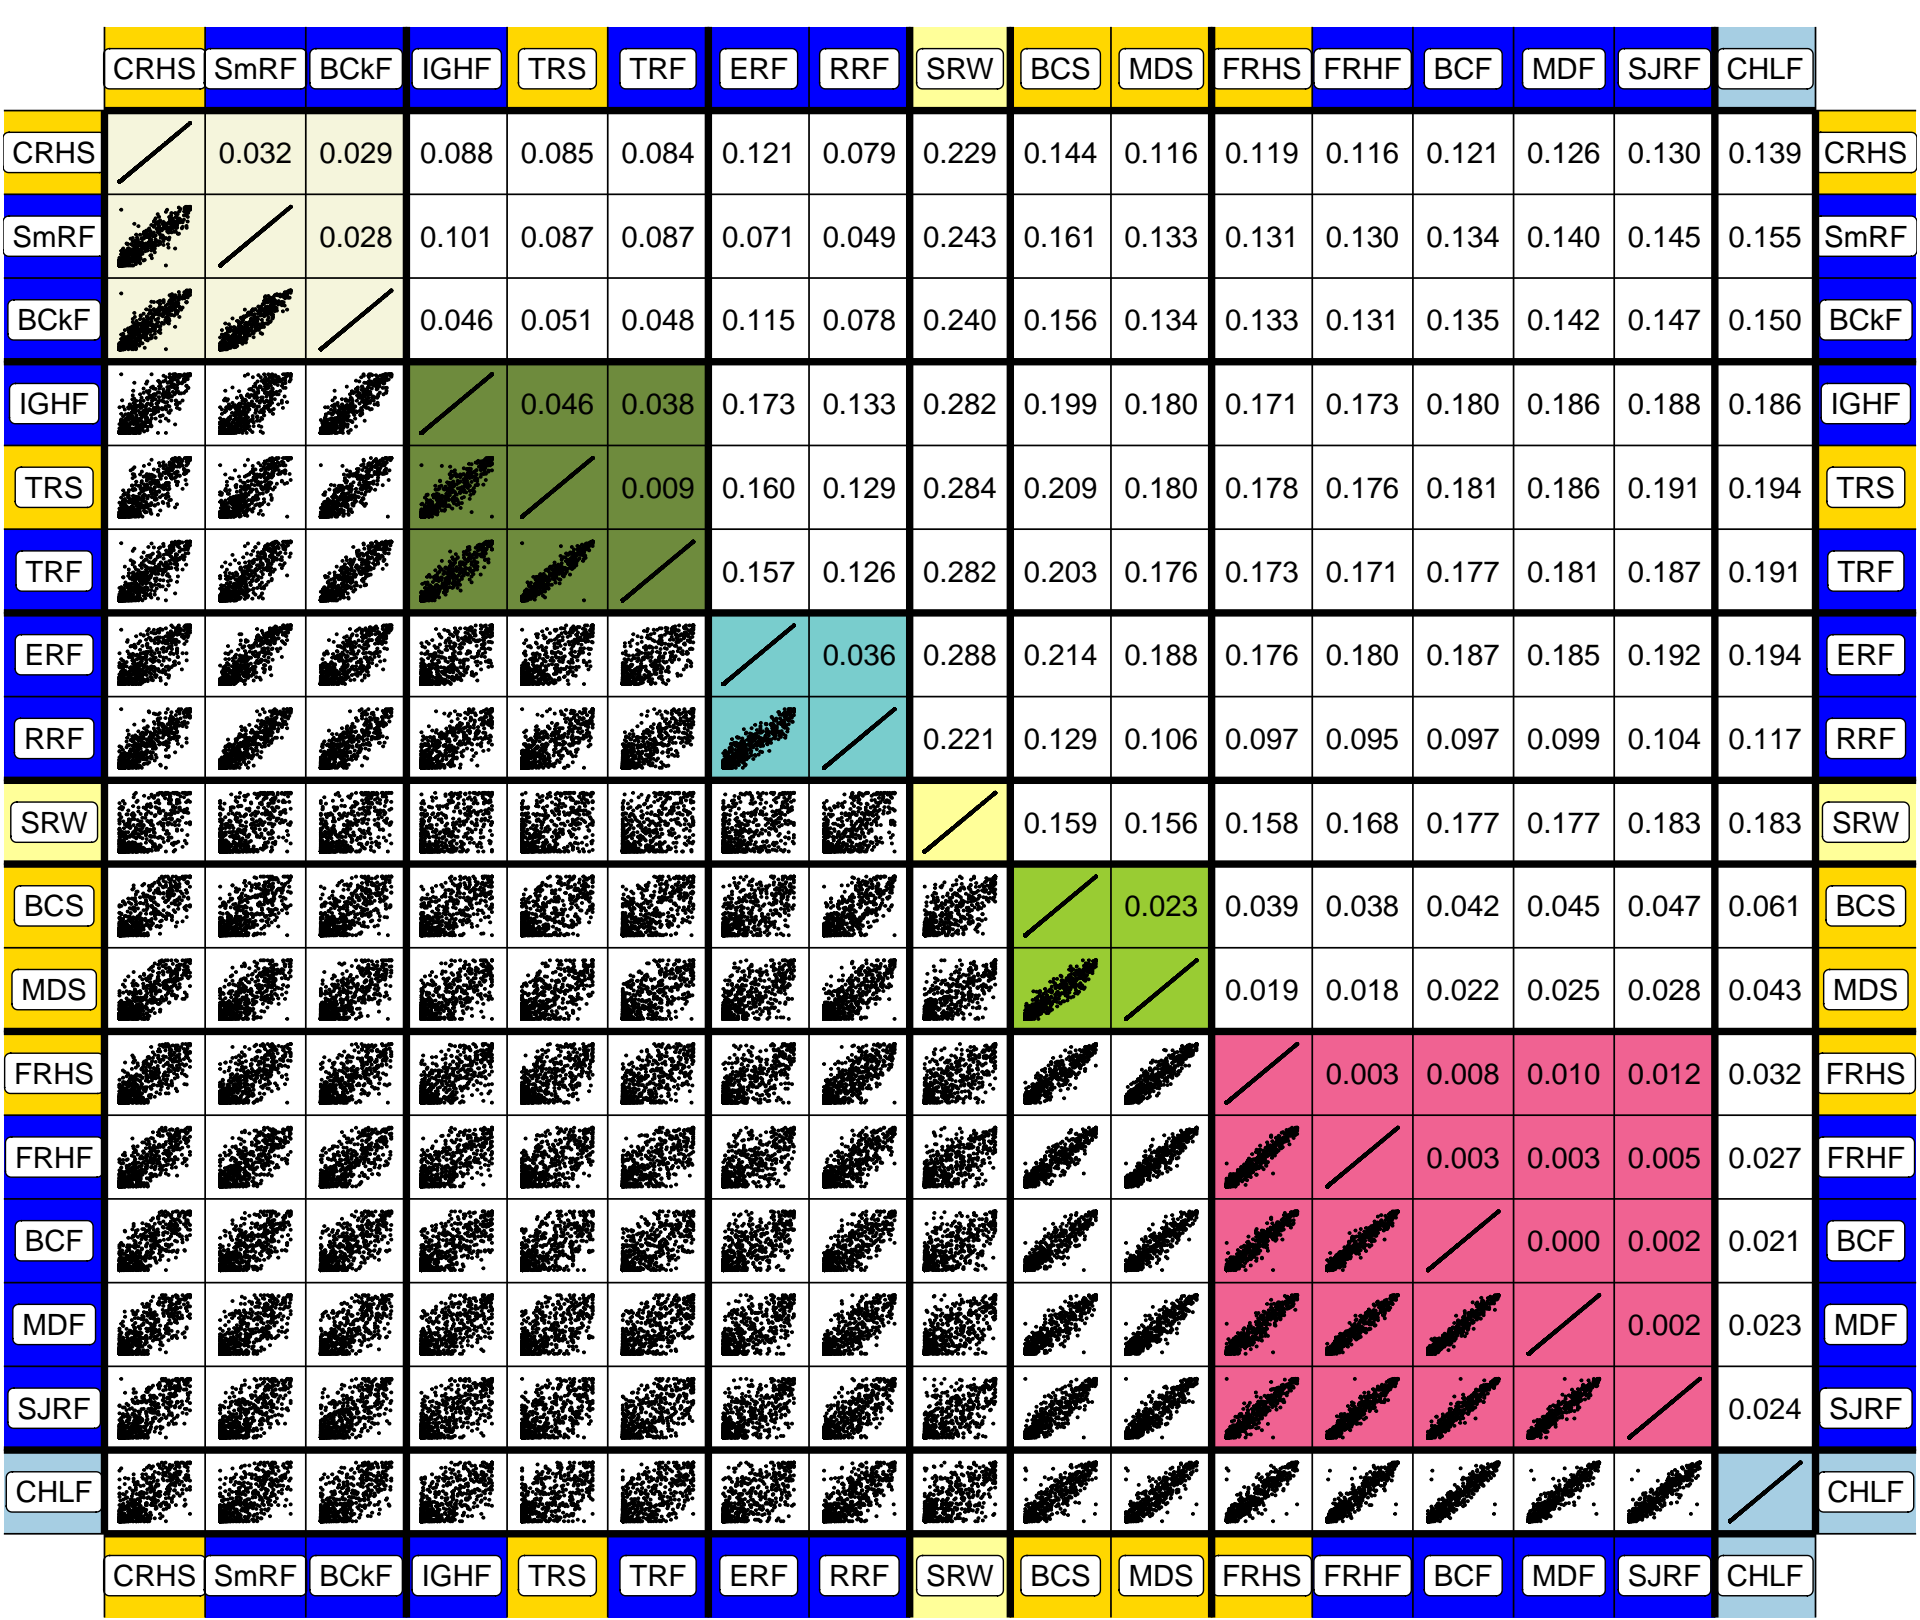 CRHS SmRF BCkF IGHF TRS TRF ERF RRF SRW BCS MDS FRHS FRHF BCF MDF SJRF CHLF
CRHS 0.032 0.029 0.088 0.085 0.084 0.121 0.079 0.229 0.144 0.116 0.119 0.116 0.121 0.126 0.130 0.139 CRHS
SmRF 0.028 0.101 0.087 0.087 0.071 0.049 0.243 0.161 0.133 0.131 0.130 0.134 0.140 0.145 0.155 SmRF
BCkF 0.046 0.051 0.048 0.115 0.078 0.240 0.156 0.134 0.133 0.131 0.135 0.142 0.147 0.150 BCkF
IGHF 0.046 0.038 0.173 0.133 0.282 0.199 0.180 0.171 0.173 0.180 0.186 0.188 0.186 IGHF
TRS 0.009 0.160 0.129 0.284 0.209 0.180 0.178 0.176 0.181 0.186 0.191 0.194 TRS
TRF 0.157 0.126 0.282 0.203 0.176 0.173 0.171 0.177 0.181 0.187 0.191 TRF
ERF 0.036 0.288 0.214 0.188 0.176 0.180 0.187 0.185 0.192 0.194 ERF
RRF 0.221 0.129 0.106 0.097 0.095 0.097 0.099 0.104 0.117 RRF
SRW 0.159 0.156 0.158 0.168 0.177 0.177 0.183 0.183 SRW
BCS 0.023 0.039 0.038 0.042 0.045 0.047 0.061 BCS
MDS 0.019 0.018 0.022 0.025 0.028 0.043 MDS
FRHS 0.003 0.008 0.010 0.012 0.032 FRHS
FRHF 0.003 0.003 0.005 0.027 FRHF
BCF 0.000 0.002 0.021 BCF
MDF 0.002 0.023 MDF
SJRF 0.024 SJRF
CHLF CHLF
CRHS SmRF BCkF IGHF TRS TRF ERF RRF SRW BCS MDS FRHS FRHF BCF MDF SJRF CHLF